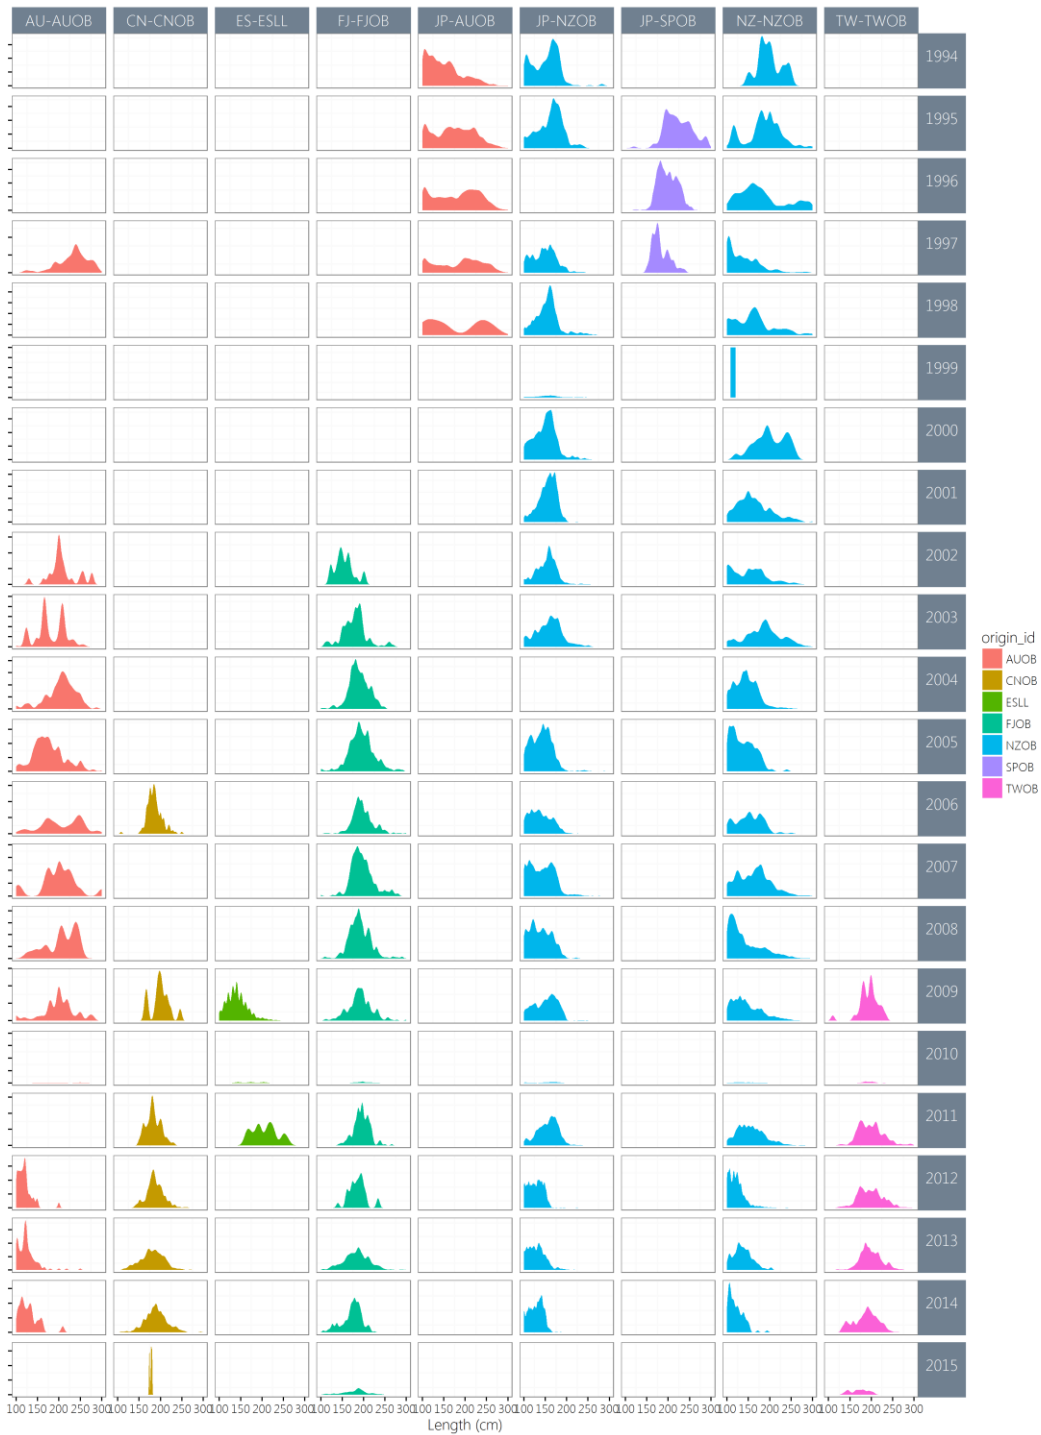 AU-AUOB CN-CNOB ES-ESLL FJ-FJOB JP-AUOB JP-NZOB JP-SPOB NZ-NZOB TW-TWOB
1994
1995
1996
1997
1998
1999
2000
2001
2002
2003
origin_id
AUOB
2004
CNOB
ESLL
FJOB
2005
NZOB
SPOB
TWOB
2006
2007
2008
2009
2010
2011
2012
2013
2014
2015
100 150 200 250 300 100 150 200 250 300 100 150 200 250 300 100 150 200 250 300 100 150 200 250 300 100 150 200 250 300 100 150 200 250 300 100 150 200 250 300 100 150 200 250 300
Length (cm)